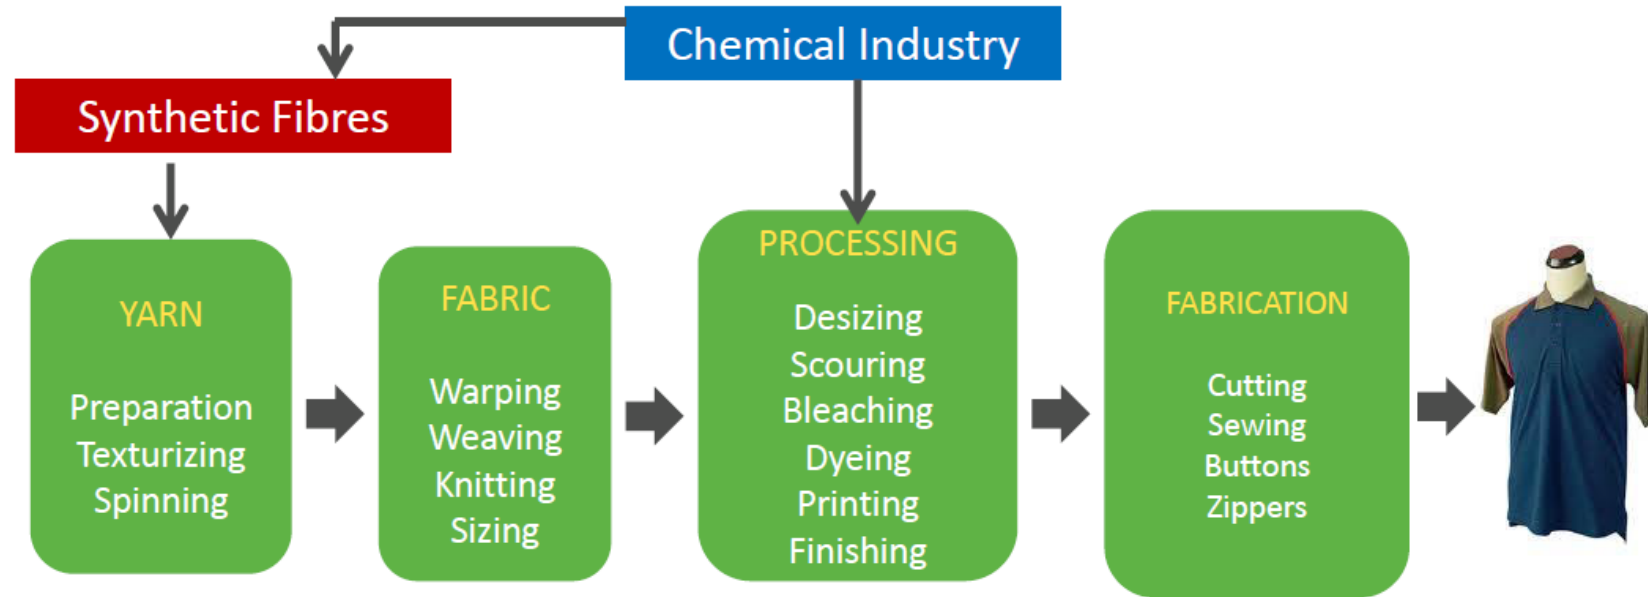 Chemical Industry
Synthetic Fibres
YARN
Preparation
Texturizing
Spinning
FABRIC
Warping
Weaving
Knitting
Sizing
PROCESSING
Desizing
Scouring
Bleaching
Dyeing
Printing
Finishing
FABRICATION
Cutting
Sewing
Buttons
Zippers